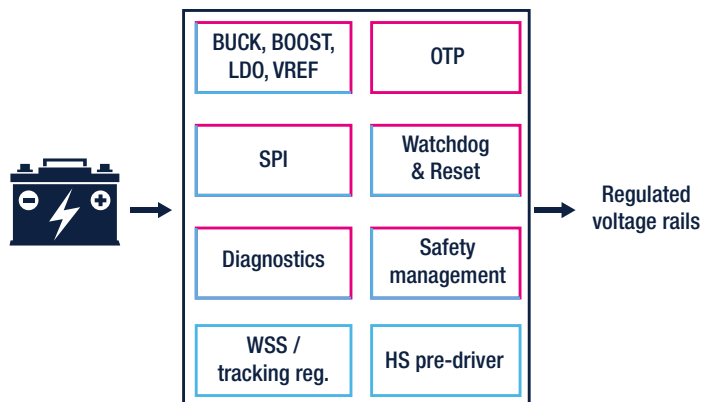 BUCK, BOOST,
LDO, VREF
OTP
SPI
Watchdog
& Reset
Regulated
voltage rails
Diagnostics
Safety
management
WSS /
tracking reg.
HS pre-driver